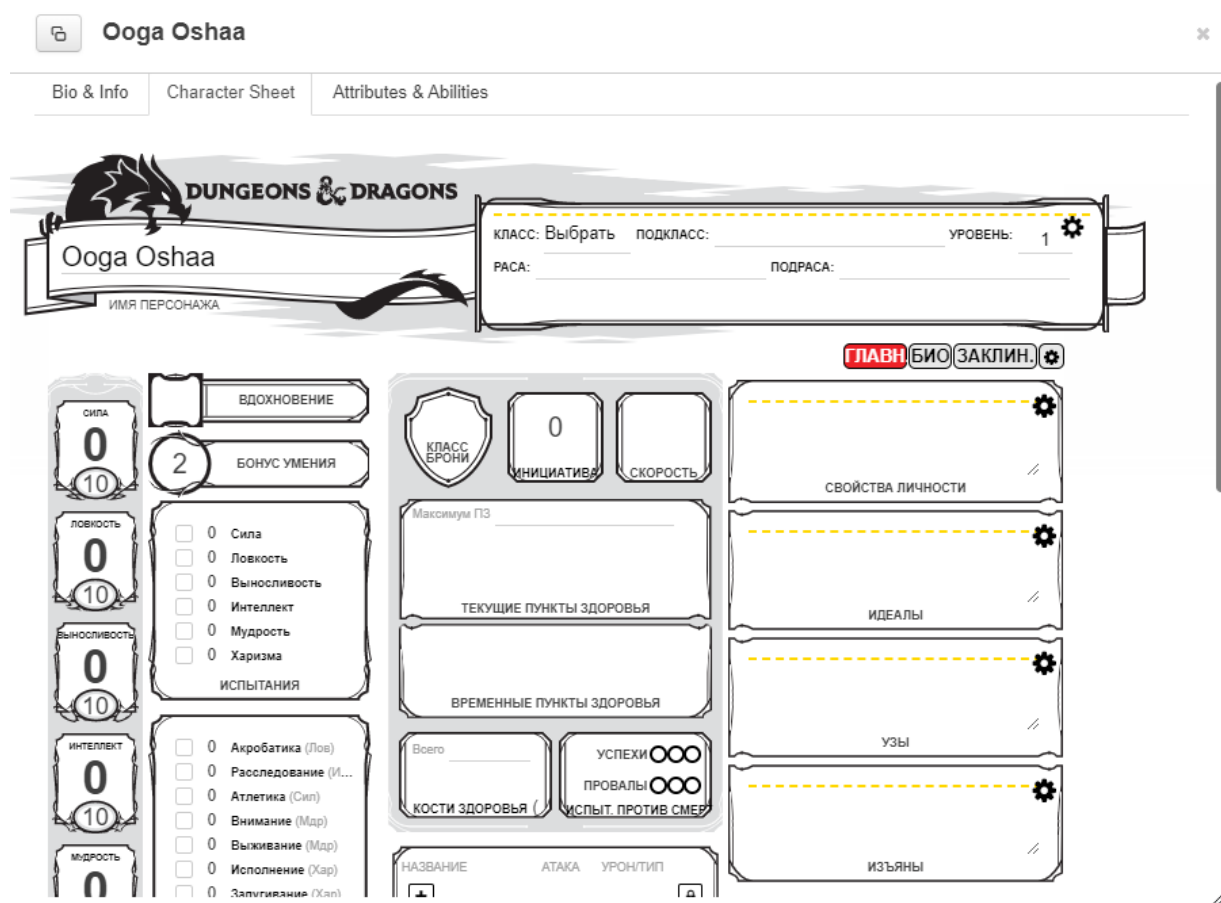 Ooga Oshaa
Bio & Info Character Sheet Attributes & Abilities
DUNGEONS & DRAGONS
Ooga Oshaa
ИМЯ ПЕРСОНАЖА
КЛАСС: Выбрать ПОДКЛАСС: УРОВЕНЬ: 1
РАСА: ПОДРАСА:
ГЛАВН. БИО ЗАКЛИН.
СИЛА
0
10
ЛОВКОСТЬ
0
10
ВЫНОСЛИВОСТЬ
0
10
ИНТЕЛЛЕКТ
0
10
МУДРОСТЬ
0
ВДОХНОВЕНИЕ
2 БОНУС УМЕНИЯ
0 Сила
0 Ловкость
0 Выносливость
0 Интеллект
0 Мудрость
0 Харизма
ИСПЫТАНИЯ
0 Акробатика (Лов)
0 Расследование (И...
0 Атлетика (Сил)
0 Внимание (Мдр)
0 Выживание (Мдр)
0 Исполнение (Хар)
0 Запугивание (Хар)
КЛАСС
БРОНИ
0
ИНИЦИАТИВА
СКОРОСТЬ
Максимум ПЗ
ТЕКУЩИЕ ПУНКТЫ ЗДОРОВЬЯ
ВРЕМЕННЫЕ ПУНКТЫ ЗДОРОВЬЯ
Всего
КОСТИ ЗДОРОВЬЯ (
УСПЕХИ
ПРОВАЛЫ
ИСПЫТ. ПРОТИВ СМЕРТ
НАЗВАНИЕ АТАКА УРОН/ТИП
СВОЙСТВА ЛИЧНОСТИ
ИДЕАЛЫ
УЗЫ
ИЗЪЯНЫ